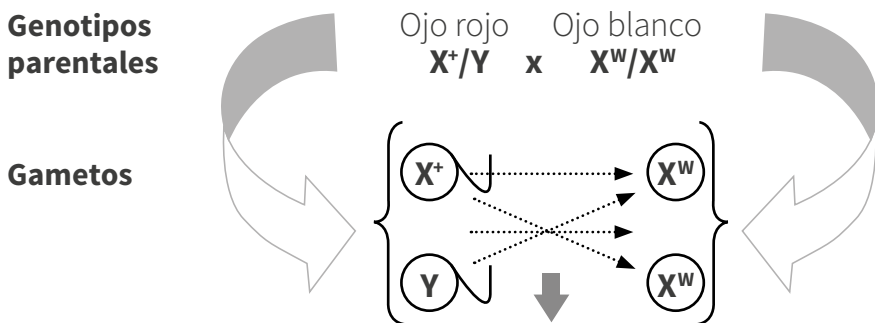 Genotipos
parentales
Ojo rojo Ojo blanco
X⁺/Y x Xᵂ/Xᵂ
Gametos
X⁺ Xᵂ
Y Xᵂ